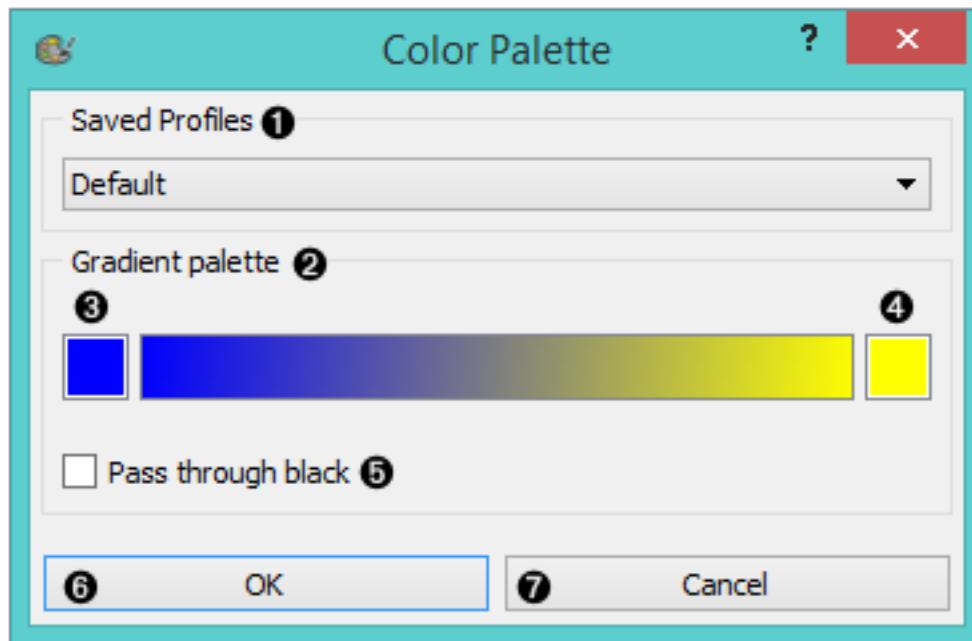 Color Palette ? ×
Saved Profiles ❶
Default
Gradient palette ❷
❸ ❹
Pass through black ❺
❻ OK ❼ Cancel